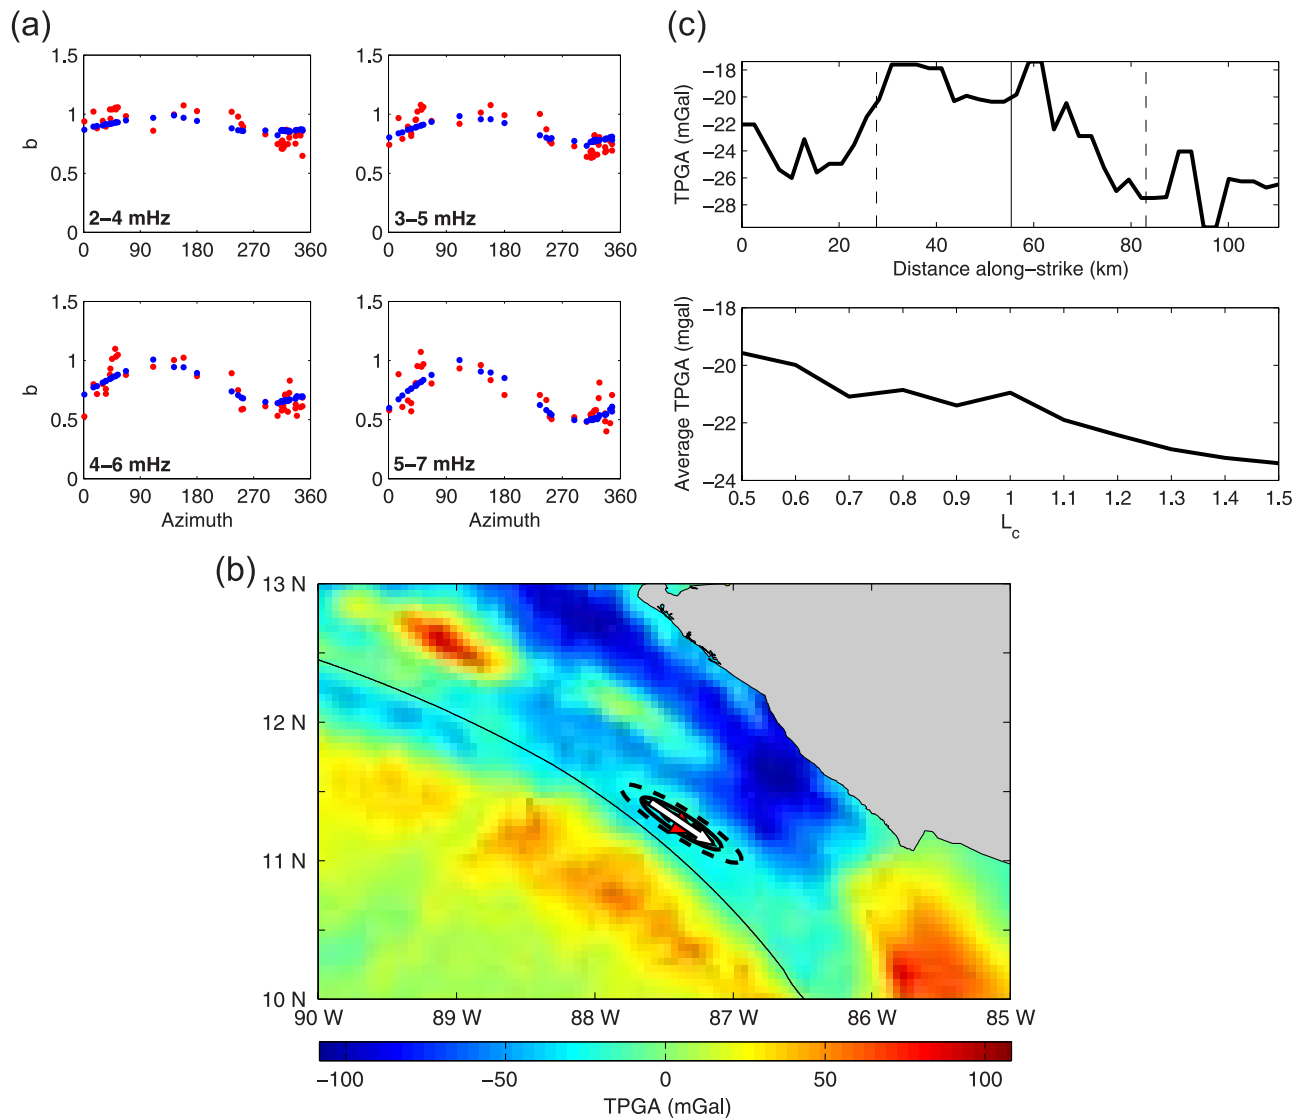 (a)
1.5
1
0.5
0
b
2–4 mHz
0 90 180 270 360
1.5
1
0.5
0
3–5 mHz
0 90 180 270 360
1.5
1
0.5
0
b
4–6 mHz
0 90 180 270 360
Azimuth
1.5
1
0.5
0
5–7 mHz
0 90 180 270 360
Azimuth
(c)
−18
−20
−22
−24
−26
−28
TPGA (mGal)
0 20 40 60 80 100
Distance along−strike (km)
−18
−20
−22
−24
Average TPGA (mgal)
0.5 0.6 0.7 0.8 0.9 1 1.1 1.2 1.3 1.4 1.5
Lc
(b)
13 N
12 N
11 N
10 N
90 W 89 W 88 W 87 W 86 W 85 W
−100 −50 0 50 100
TPGA (mGal)